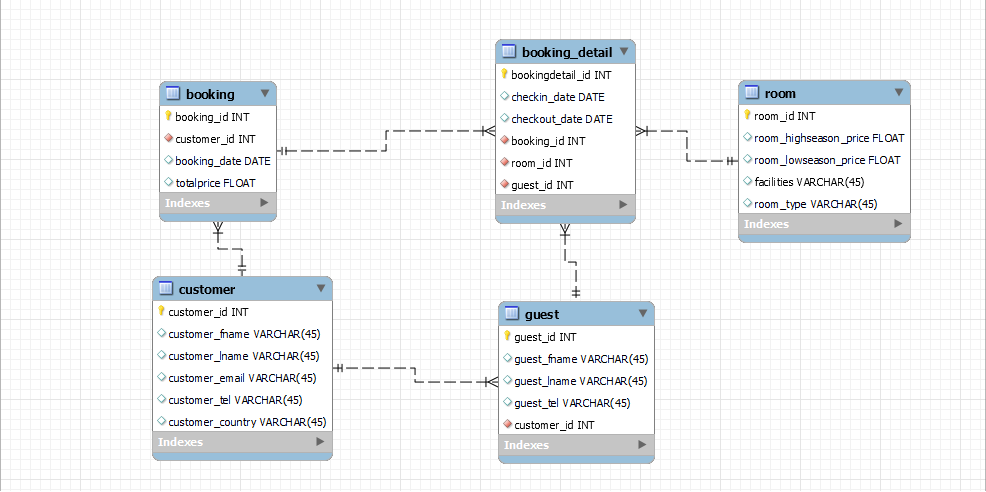 booking
booking_id INT
customer_id INT
booking_date DATE
totalprice FLOAT
Indexes
booking_detail
bookingdetail_id INT
checkin_date DATE
checkout_date DATE
booking_id INT
room_id INT
guest_id INT
Indexes
room
room_id INT
room_highseason_price FLOAT
room_lowseason_price FLOAT
facilities VARCHAR(45)
room_type VARCHAR(45)
Indexes
customer
customer_id INT
customer_fname VARCHAR(45)
customer_lname VARCHAR(45)
customer_email VARCHAR(45)
customer_tel VARCHAR(45)
customer_country VARCHAR(45)
Indexes
guest
guest_id INT
guest_fname VARCHAR(45)
guest_lname VARCHAR(45)
guest_tel VARCHAR(45)
customer_id INT
Indexes